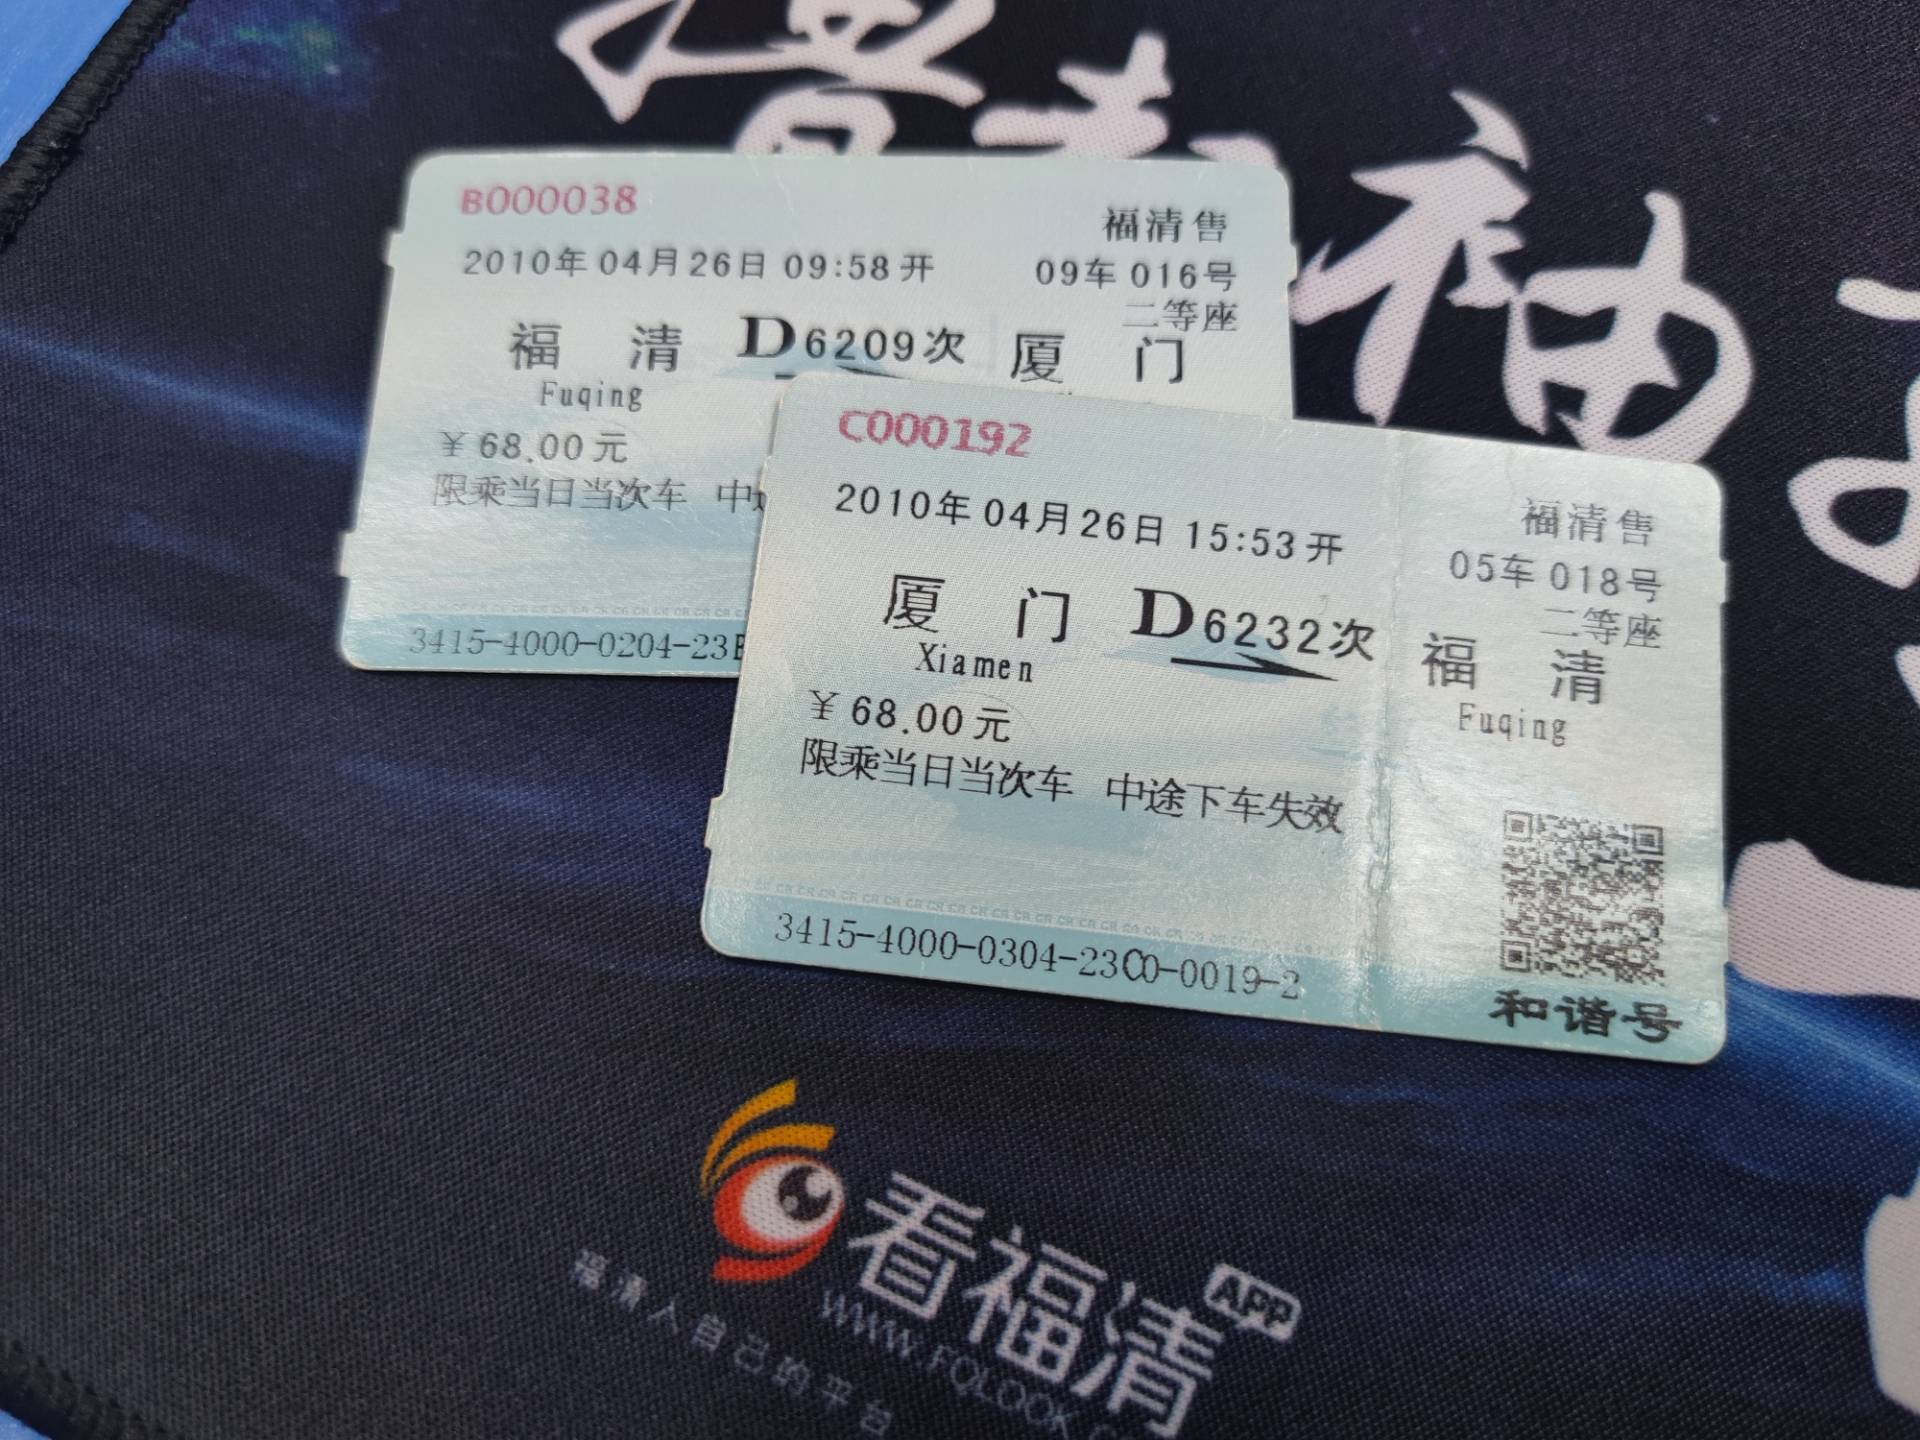 B000038
福清售
2010年04月26日 09:58开
09车 016号
二等座
福清 D6209次 厦门
Fuqing
￥68.00元
限乘当日当次车 中途
3415-4000-0204-23
C000192
福清售
2010年04月26日 15:53开
05车 018号
二等座
厦门 D6232次 福清
Xiamen
Fuqing
￥68.00元
限乘当日当次车 中途下车失效
3415-4000-0304-23C0-0019-2
和谐号
看福清 APP
WWW.FQLOOK.C
福清人自己的平台